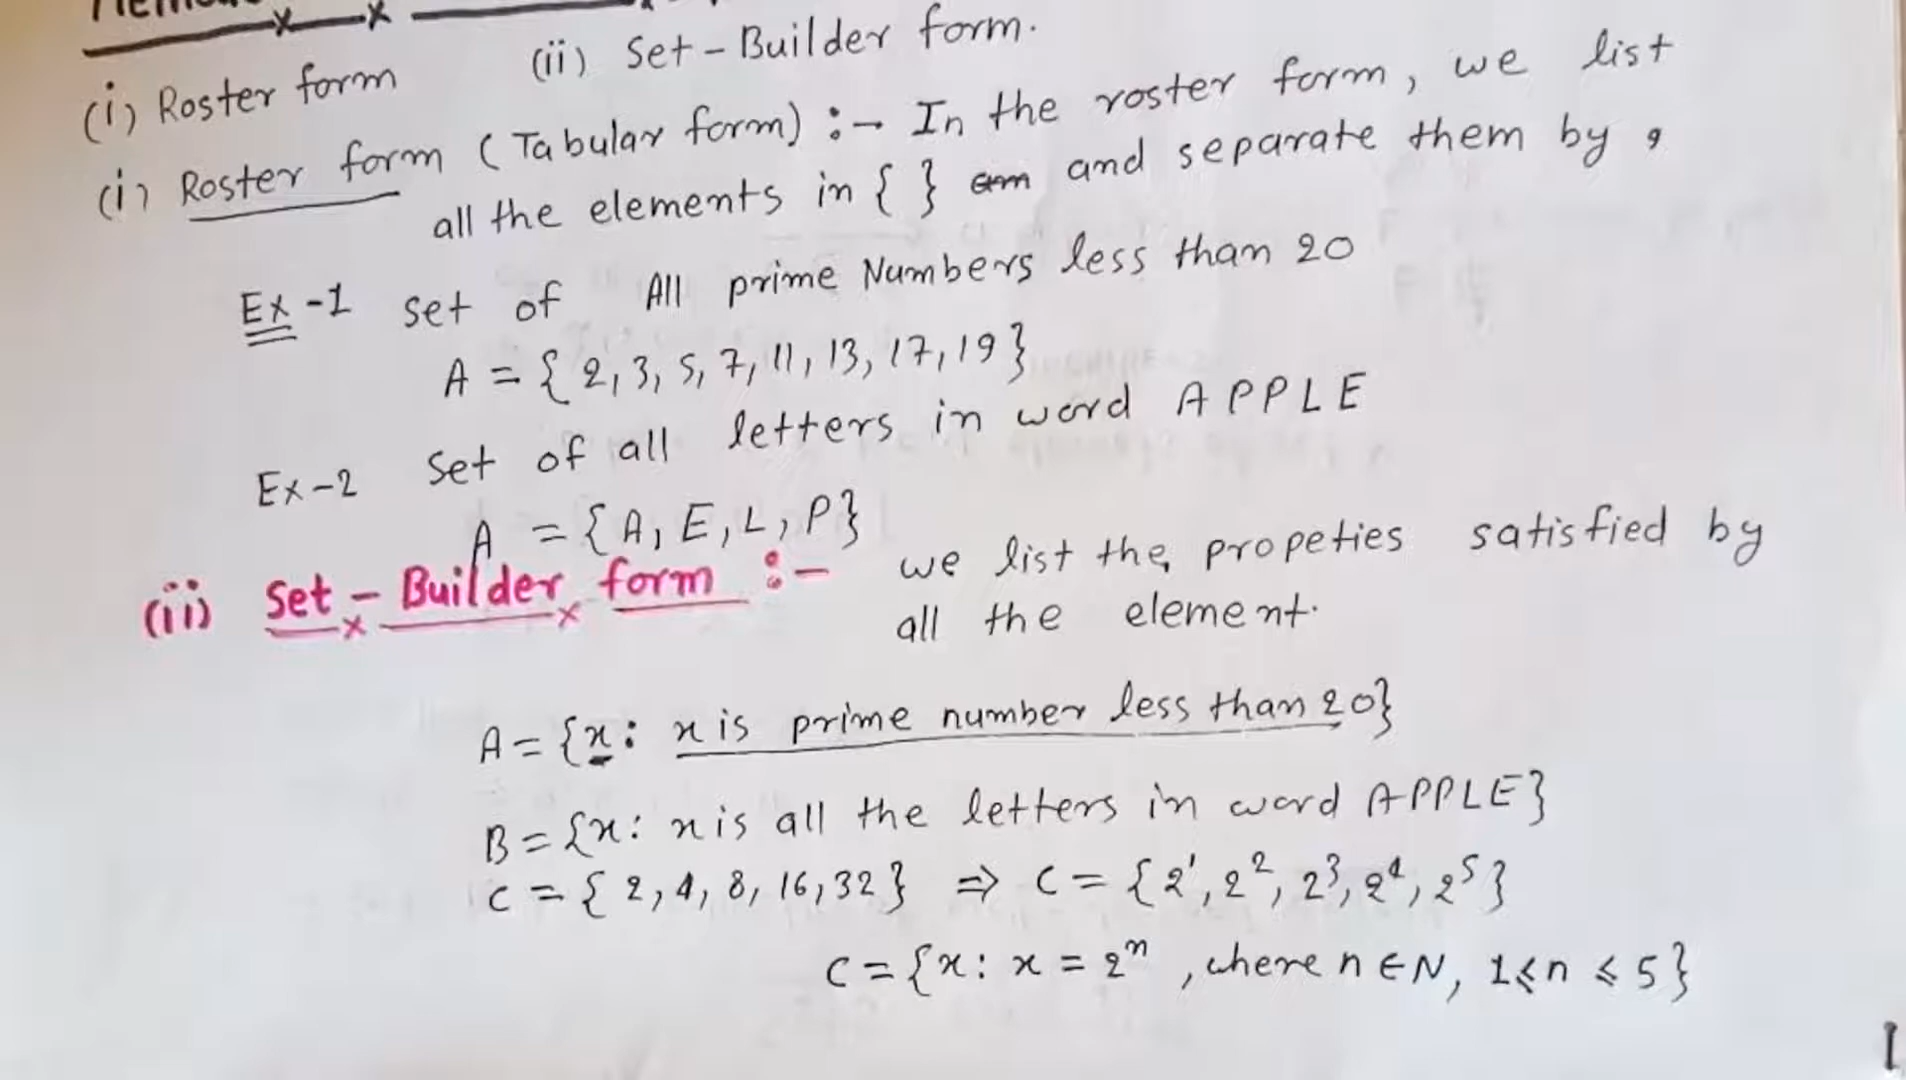 (i) Roster form (ii) Set-Builder form.
(i) Roster form (Tabular form) :- In the roster form, we list
all the elements in { } and separate them by ,
Ex-1 set of All prime Numbers less than 20
A = {2, 3, 5, 7, 11, 13, 17, 19}
Ex-2 set of all letters in word APPLE
A = {A, E, L, P}
(ii) Set-Builder form :- we list the propeties satisfied by
all the element.
A = {x : x is prime number less than 20}
B = {x : x is all the letters in word APPLE}
C = {2, 4, 8, 16, 32} ⇒ C = {2¹, 2², 2³, 2⁴, 2⁵}
C = {x : x = 2ⁿ , where n ∈ N, 1 ≤ n ≤ 5}